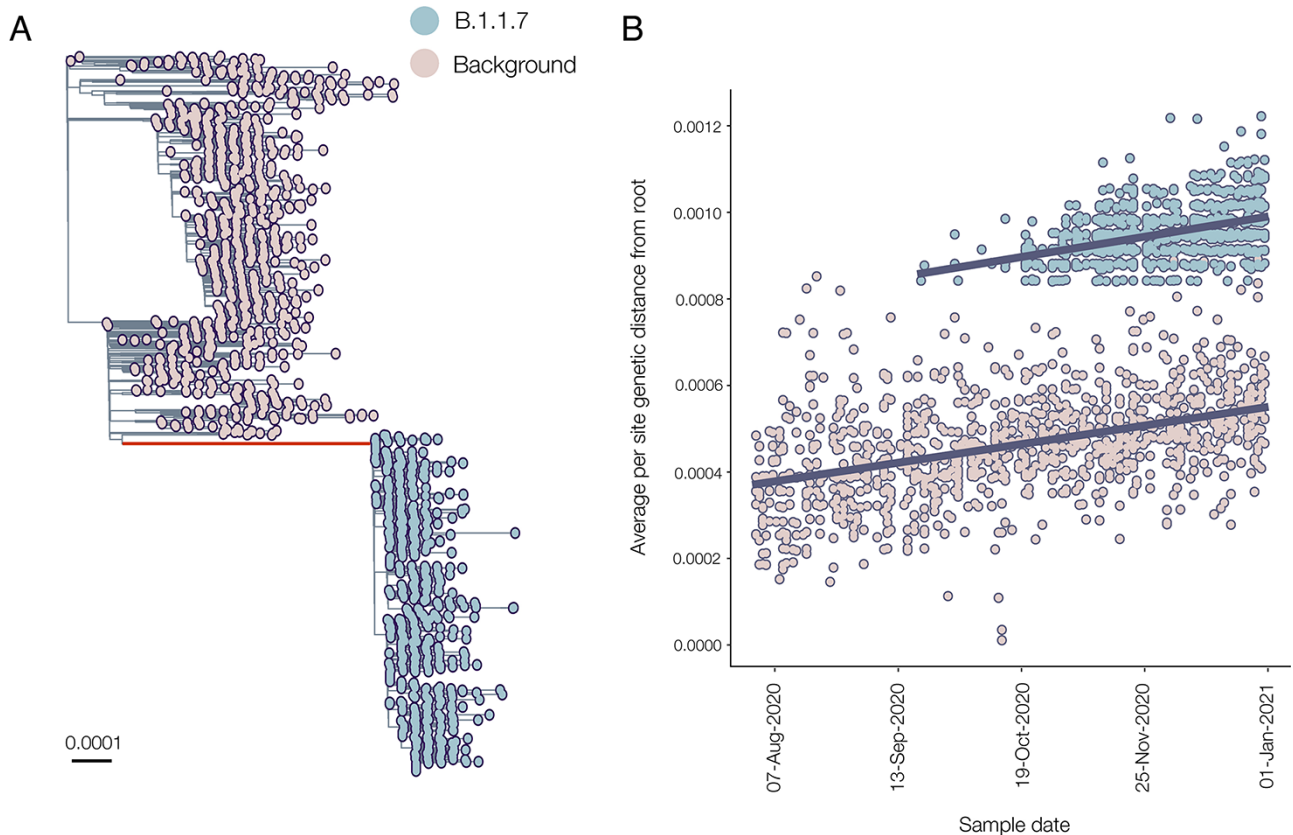 A
B.1.1.7
Background
0.0001
B
Average per site genetic distance from root
0.0012
0.0010
0.0008
0.0006
0.0004
0.0002
0.0000
07-Aug-2020
13-Sep-2020
19-Oct-2020
25-Nov-2020
01-Jan-2021
Sample date